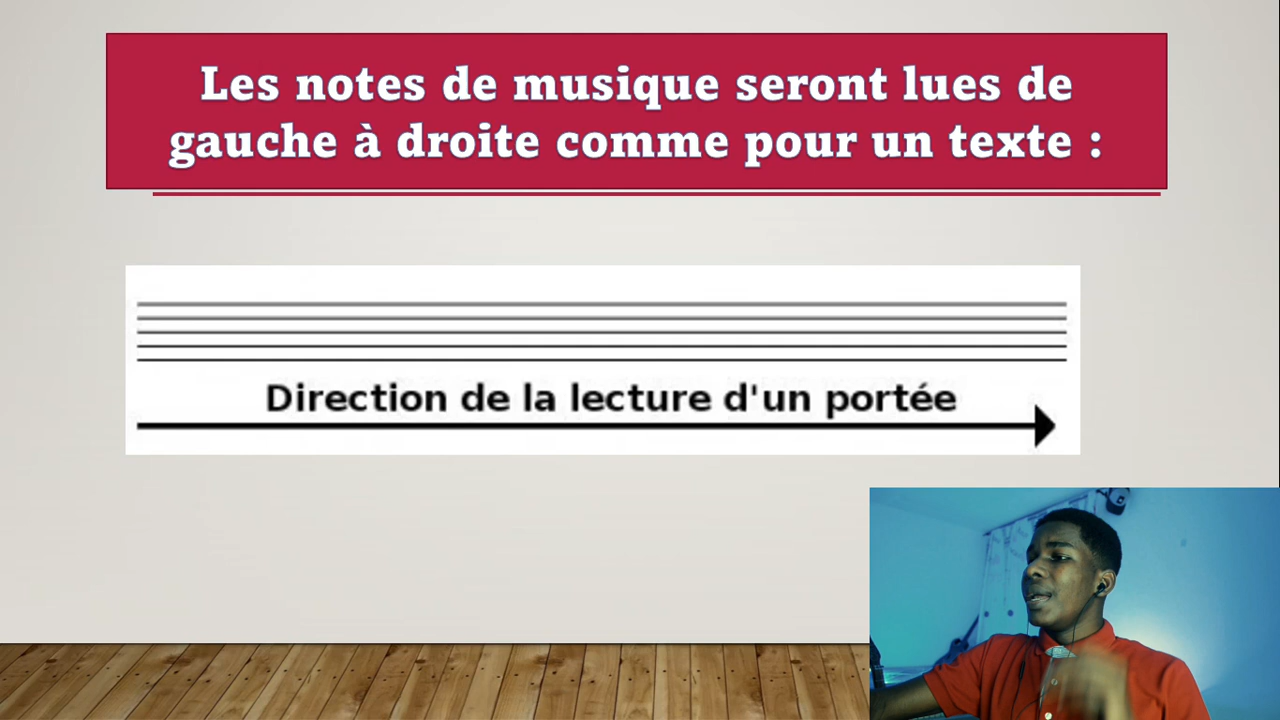 Les notes de musique seront lues de
gauche à droite comme pour un texte :
Direction de la lecture d'un portée